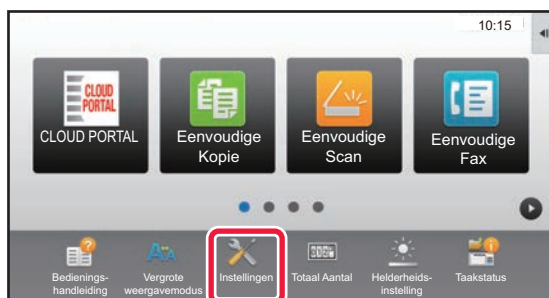 10:15
CLOUD
PORTAL
CLOUD PORTAL
Eenvoudige
Kopie
Eenvoudige
Scan
Eenvoudige
Fax
Bedienings-
handleiding
Vergrote
weergavemodus
Instellingen
Totaal Aantal
Helderheids-
instelling
Taakstatus